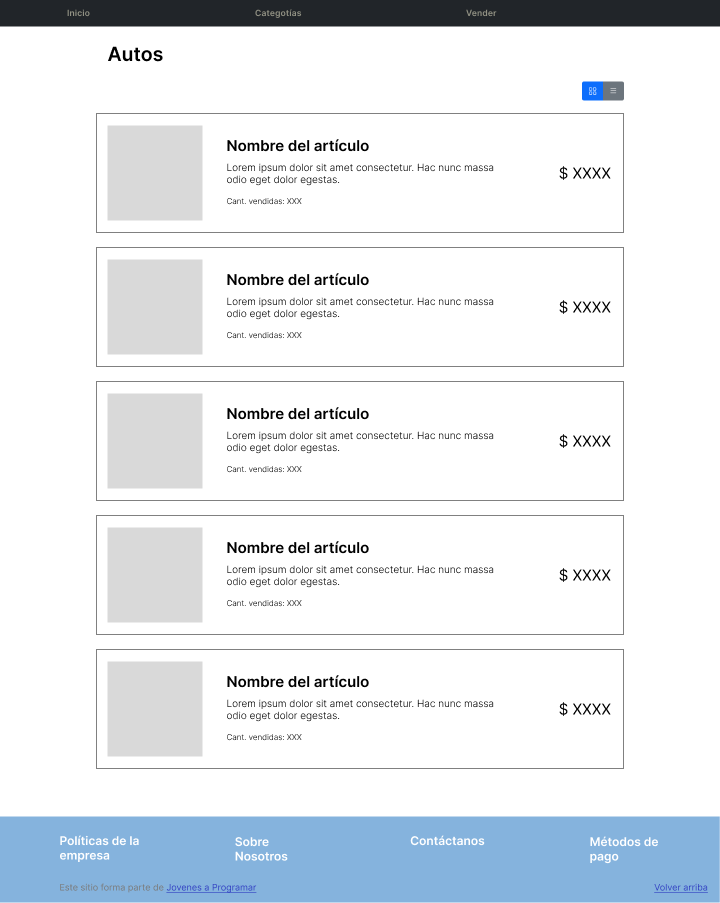 Inicio
Categotías
Vender
Autos
Nombre del artículo
Lorem ipsum dolor sit amet consectetur. Hac nunc massa
odio eget dolor egestas.
Cant. vendidas: XXX
$ XXXX
Nombre del artículo
Lorem ipsum dolor sit amet consectetur. Hac nunc massa
odio eget dolor egestas.
Cant. vendidas: XXX
$ XXXX
Nombre del artículo
Lorem ipsum dolor sit amet consectetur. Hac nunc massa
odio eget dolor egestas.
Cant. vendidas: XXX
$ XXXX
Nombre del artículo
Lorem ipsum dolor sit amet consectetur. Hac nunc massa
odio eget dolor egestas.
Cant. vendidas: XXX
$ XXXX
Nombre del artículo
Lorem ipsum dolor sit amet consectetur. Hac nunc massa
odio eget dolor egestas.
Cant. vendidas: XXX
$ XXXX
Políticas de la
empresa
Sobre
Nosotros
Contáctanos
Métodos de
pago
Este sitio forma parte de Jovenes a Programar
Volver arriba